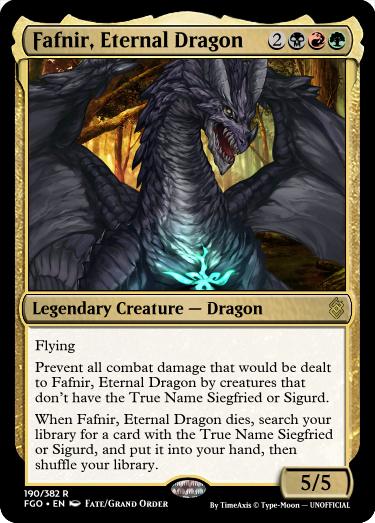 Fafnir, Eternal Dragon 2
Legendary Creature — Dragon
Flying
Prevent all combat damage that would be dealt
to Fafnir, Eternal Dragon by creatures that
don't have the True Name Siegfried or Sigurd.
When Fafnir, Eternal Dragon dies, search your
library for a card with the True Name Siegfried
or Sigurd, and put it into your hand, then
shuffle your library.
5/5
190/382 R
FGO • EN Fate/Grand Order
By TimeAxis © Type-Moon — UNOFFICIAL